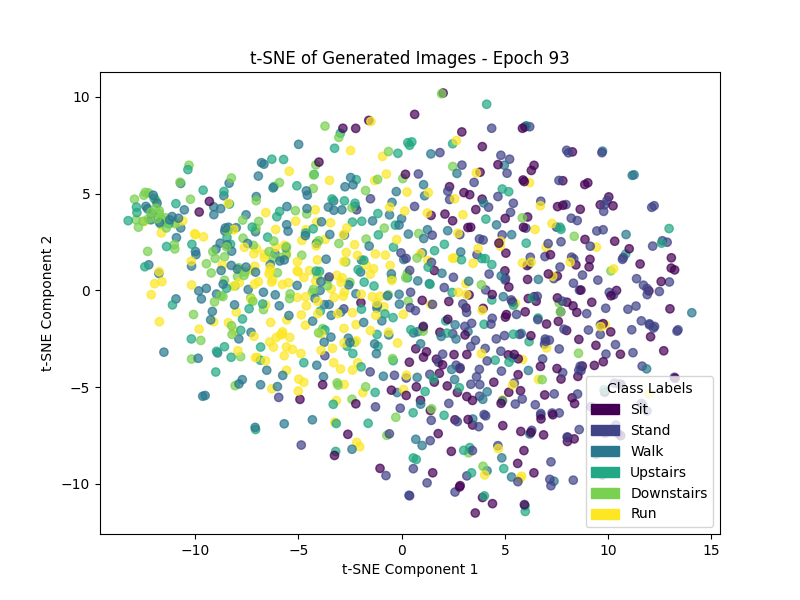 t-SNE of Generated Images - Epoch 93
t-SNE Component 2
10
5
0
−5
−10
−10
−5
0
5
10
15
t-SNE Component 1
Class Labels
Sit
Stand
Walk
Upstairs
Downstairs
Run